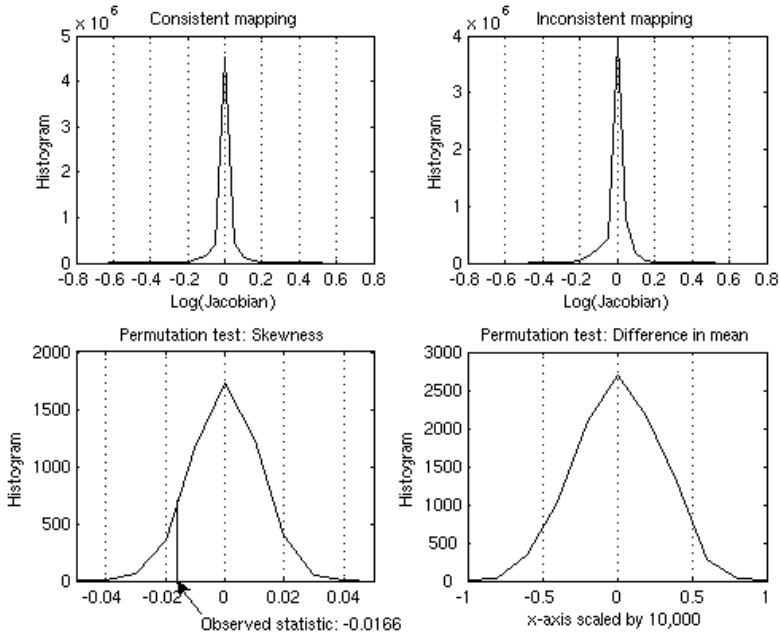 Consistent mapping
× 10^6
5
4
3
2
1
0
Histogram
-0.8 -0.6 -0.4 -0.2 0 0.2 0.4 0.6 0.8
Log(Jacobian)
Inconsistent mapping
× 10^6
4
3
2
1
0
Histogram
-0.8 -0.6 -0.4 -0.2 0 0.2 0.4 0.6 0.8
Log(Jacobian)
Permutation test: Skewness
2000
1500
1000
500
0
Histogram
-0.04 -0.02 0 0.02 0.04
Observed statistic: -0.0166
Permutation test: Difference in mean
3000
2500
2000
1500
1000
500
0
Histogram
-1 -0.5 0 0.5 1
x-axis scaled by 10,000